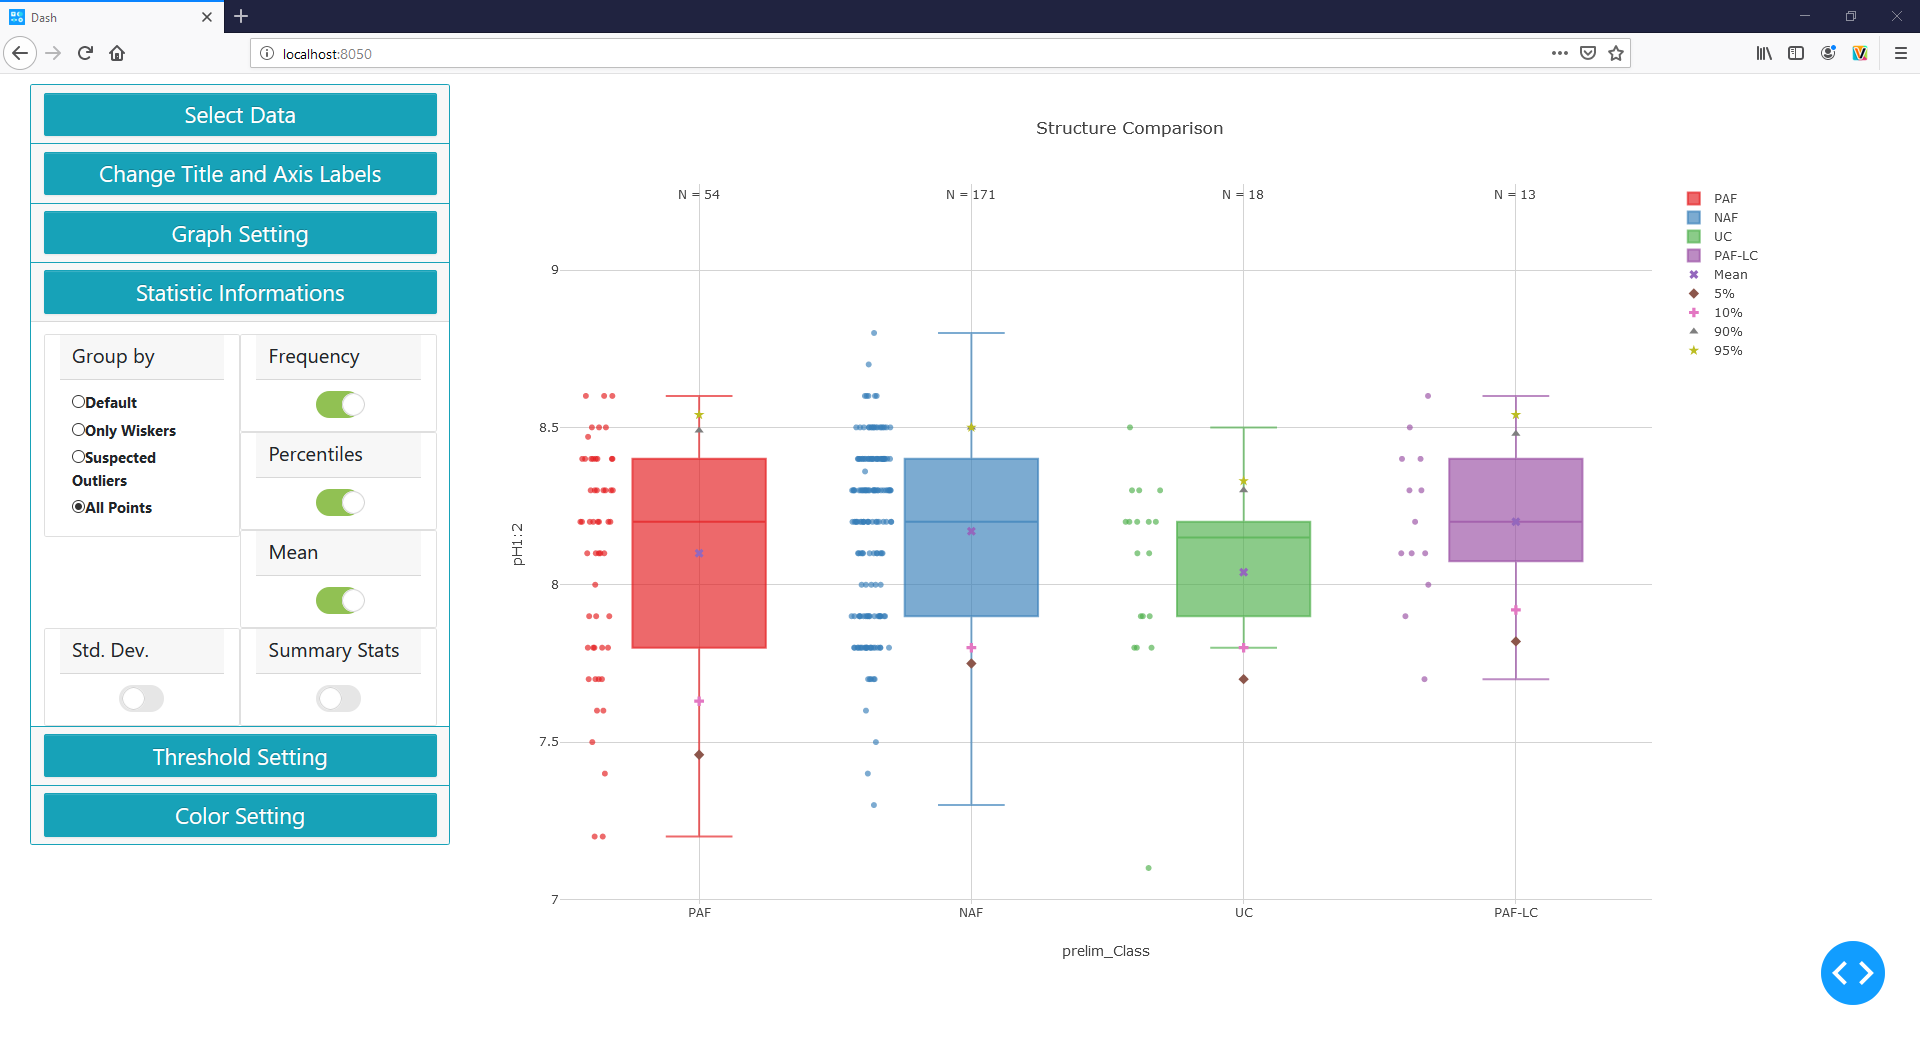 Dash
localhost:8050
Select Data
Change Title and Axis Labels
Graph Setting
Statistic Informations
Group by
Default
Only Wiskers
Suspected
Outliers
All Points
Frequency
Percentiles
Mean
Std. Dev.
Summary Stats
Threshold Setting
Color Setting
Structure Comparison
N = 54
N = 171
N = 18
N = 13
9
8.5
8
7.5
7
pH1:2
PAF
NAF
UC
PAF-LC
prelim_Class
PAF
NAF
UC
PAF-LC
Mean
5%
10%
90%
95%